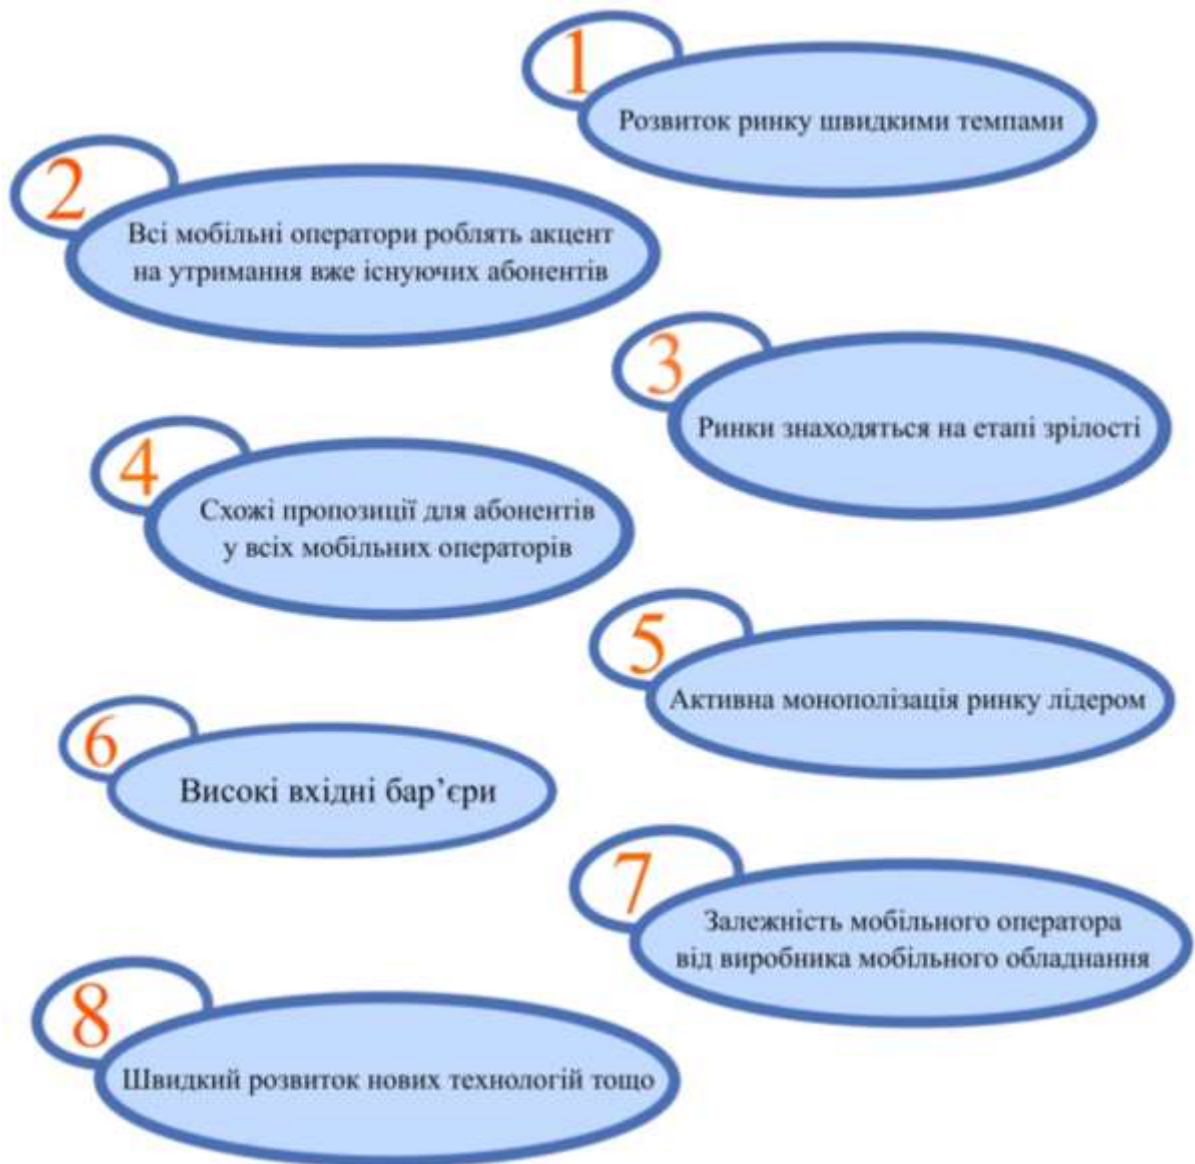 1
Розвиток ринку швидкими темпами
2
Всі мобільні оператори роблять акцент
на утримання вже існуючих абонентів
3
Ринки знаходяться на етапі зрілості
4
Схожі пропозиції для абонентів
у всіх мобільних операторів
5
Активна монополізація ринку лідером
6
Високі вхідні бар’єри
7
Залежність мобільного оператора
від виробника мобільного обладнання
8
Швидкий розвиток нових технологій тощо